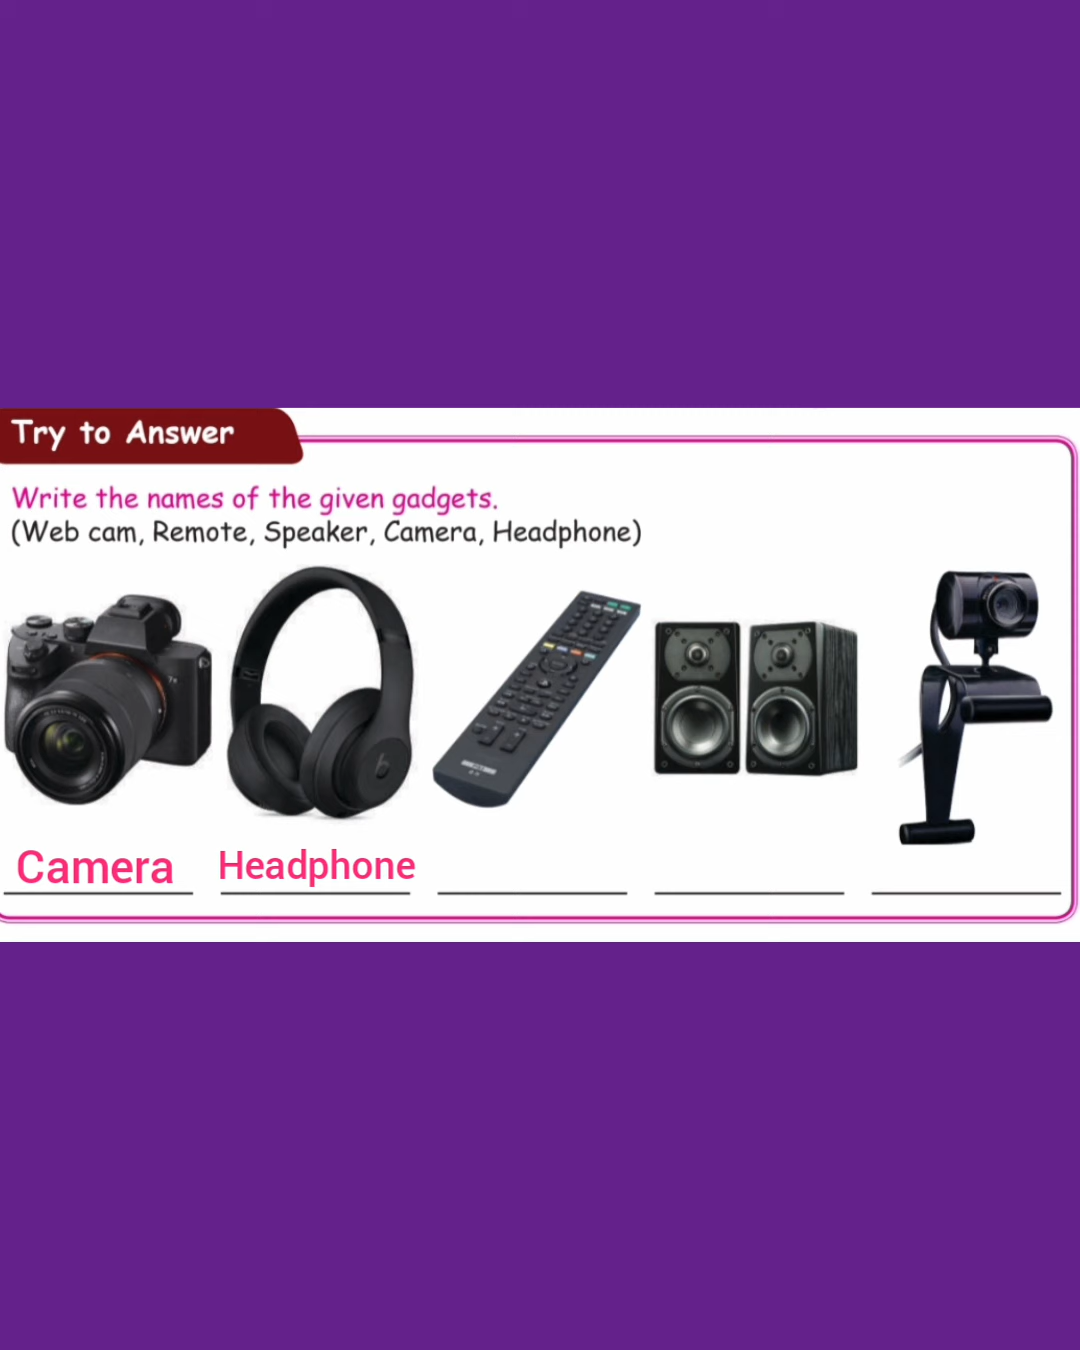 Try to Answer
Write the names of the given gadgets.
(Web cam, Remote, Speaker, Camera, Headphone)
Camera Headphone